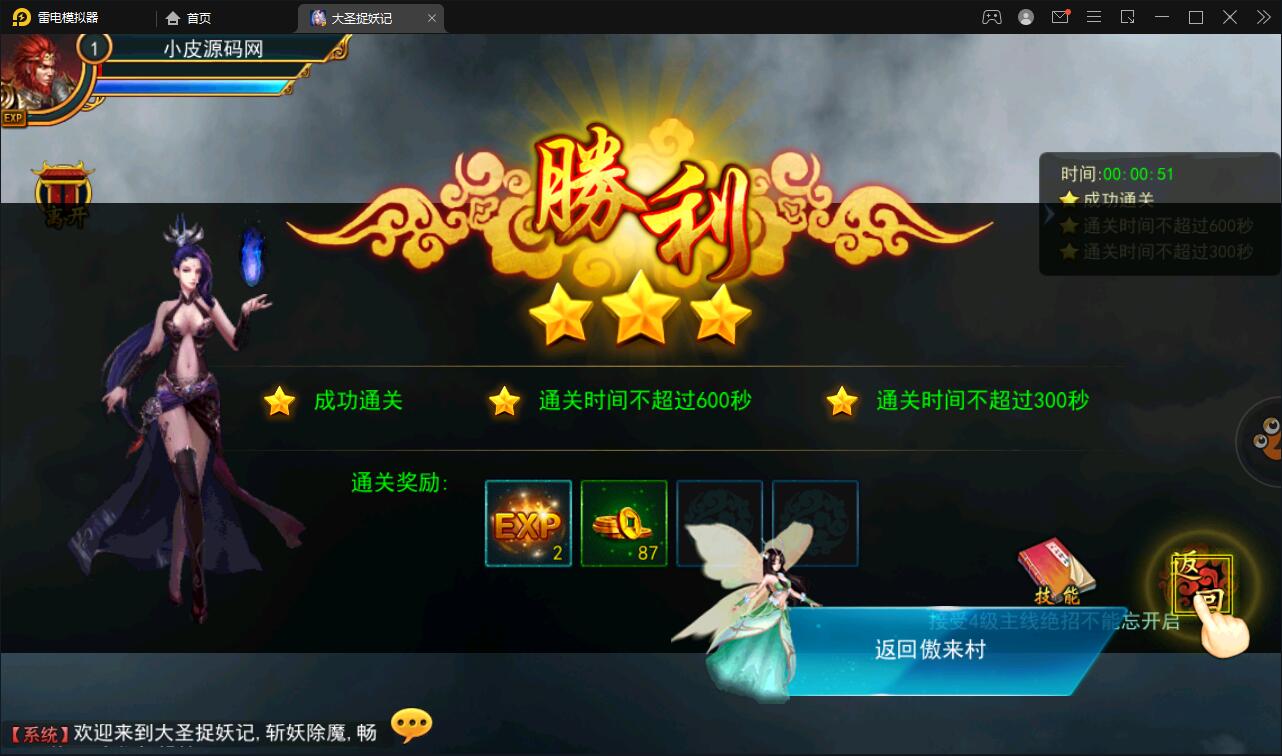 雷电模拟器
首页
大圣捉妖记
1
小皮源码网
EXP
离开
勝利
时间:00:00:51
成功通关
通关时间不超过600秒
通关时间不超过300秒
成功通关
通关时间不超过600秒
通关时间不超过300秒
通关奖励:
EXP
2
87
技能
返回
接受4级主线绝招不能忘开启
返回傲来村
【系统】欢迎来到大圣捉妖记,斩妖除魔,畅